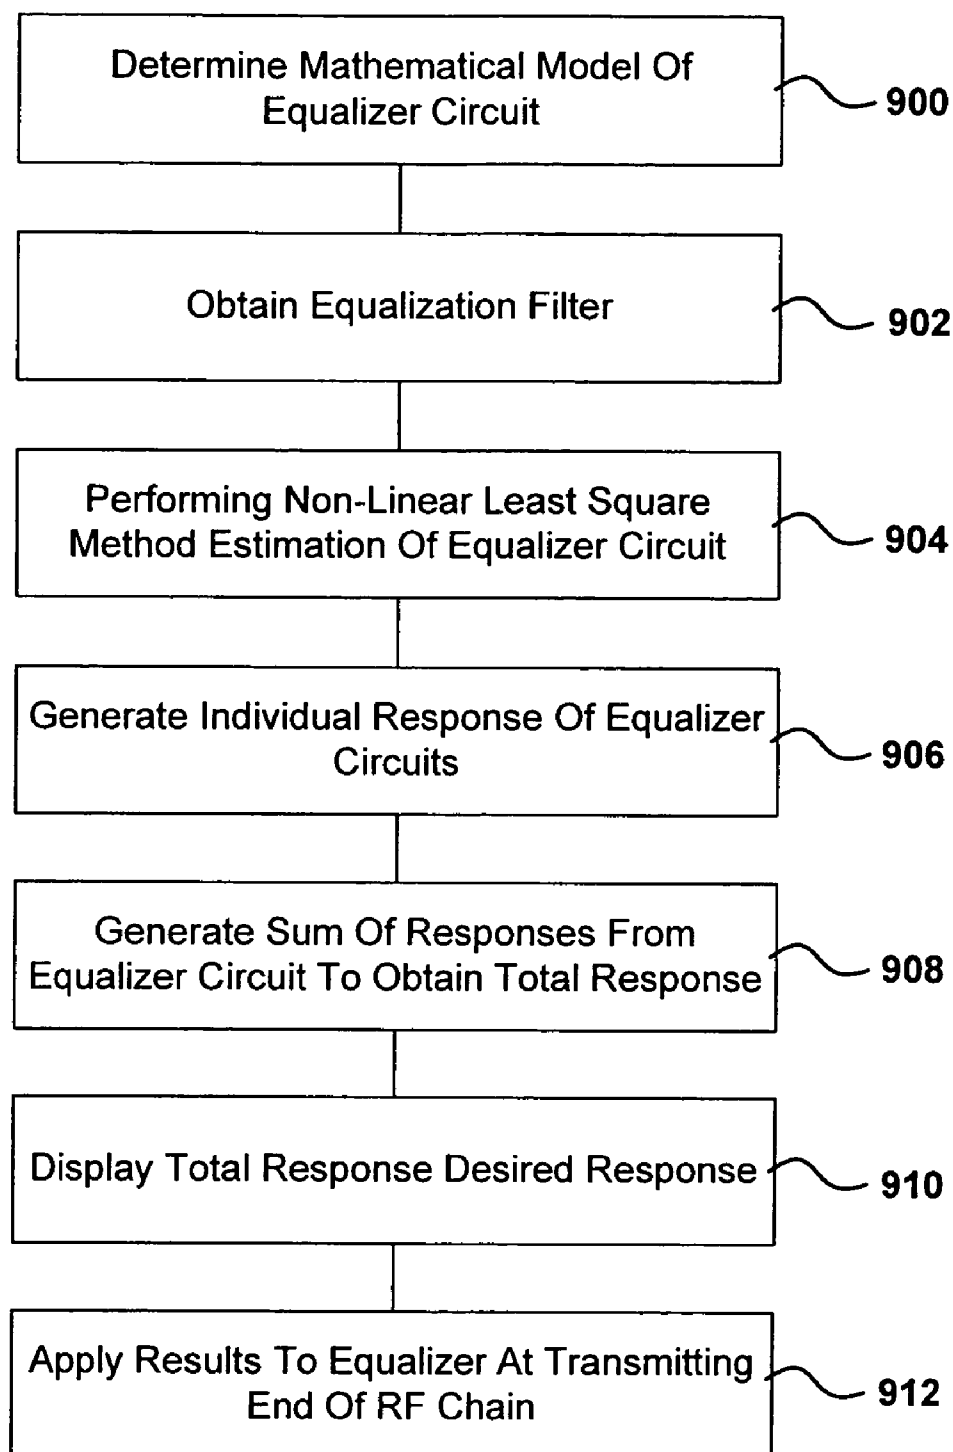 Determine Mathematical Model Of
Equalizer Circuit
900
Obtain Equalization Filter
902
Performing Non-Linear Least Square
Method Estimation Of Equalizer Circuit
904
Generate Individual Response Of Equalizer
Circuits
906
Generate Sum Of Responses From
Equalizer Circuit To Obtain Total Response
908
Display Total Response Desired Response
910
Apply Results To Equalizer At Transmitting
End Of RF Chain
912